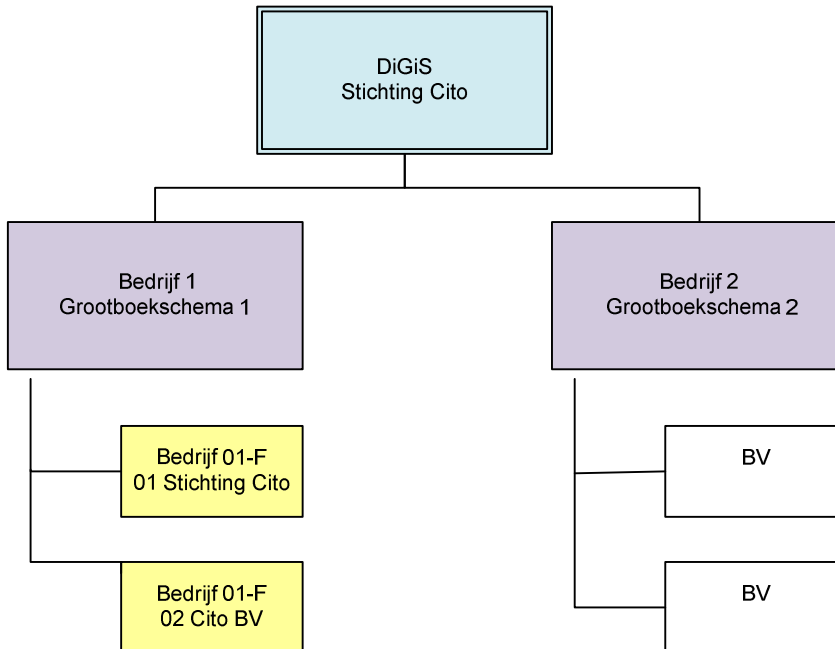 DiGiS
Stichting Cito
Bedrijf 1
Grootboekschema 1
Bedrijf 2
Grootboekschema 2
Bedrijf 01-F
01 Stichting Cito
BV
Bedrijf 01-F
02 Cito BV
BV